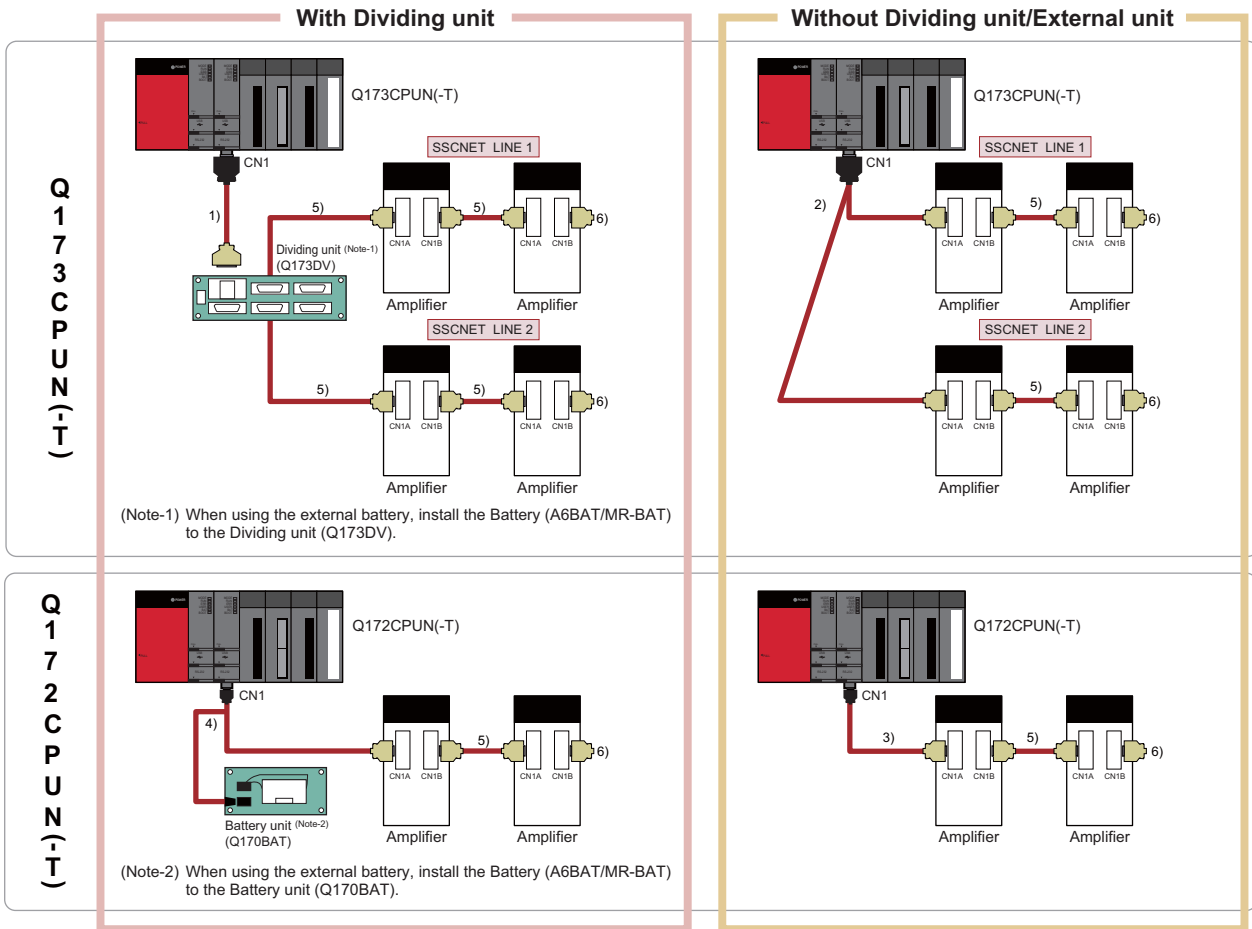 With Dividing unit
Without Dividing unit/External unit
Q173CPUN(-T)
POWER
Q173CPUN(-T)
CN1
1)
Dividing unit (Note-1)
(Q173DV)
SSCNET LINE 1
5)
5)
6)
CN1A CN1B
CN1A CN1B
Amplifier
Amplifier
SSCNET LINE 2
5)
5)
6)
CN1A CN1B
CN1A CN1B
Amplifier
Amplifier
(Note-1) When using the external battery, install the Battery (A6BAT/MR-BAT)
to the Dividing unit (Q173DV).
POWER
Q173CPUN(-T)
CN1
2)
SSCNET LINE 1
5)
6)
CN1A CN1B
CN1A CN1B
Amplifier
Amplifier
SSCNET LINE 2
5)
6)
CN1A CN1B
CN1A CN1B
Amplifier
Amplifier
Q172CPUN(-T)
POWER
Q172CPUN(-T)
CN1
4)
5)
6)
CN1A CN1B
CN1A CN1B
Battery unit (Note-2)
(Q170BAT)
Amplifier
Amplifier
(Note-2) When using the external battery, install the Battery (A6BAT/MR-BAT)
to the Battery unit (Q170BAT).
POWER
Q172CPUN(-T)
CN1
3)
5)
6)
CN1A CN1B
CN1A CN1B
Amplifier
Amplifier